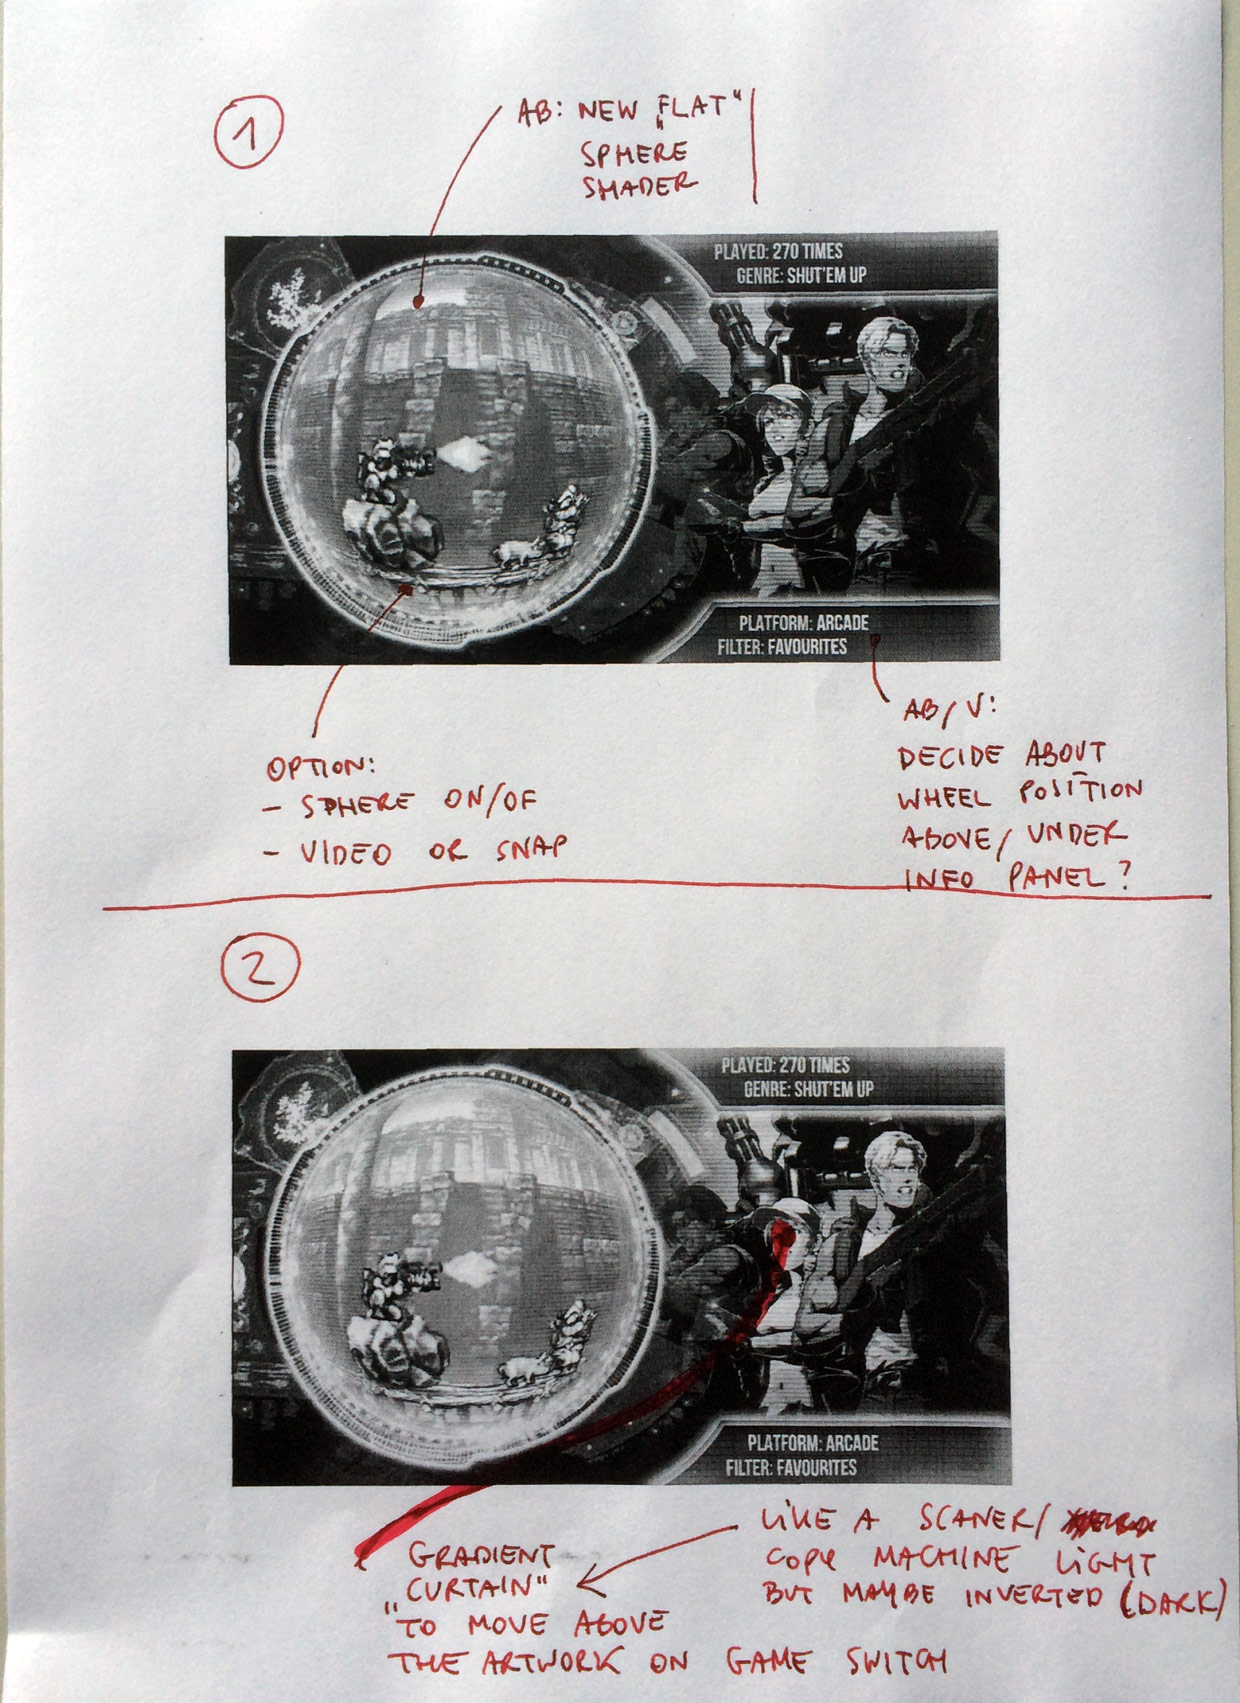 1
AB: NEW „FLAT"
SPHERE
SHADER
PLAYED: 270 TIMES
GENRE: SHUT'EM UP
PLATFORM: ARCADE
FILTER: FAVOURITES
OPTION:
- SPHERE ON/OF
- VIDEO OR SNAP
AB/V:
DECIDE ABOUT
WHEEL POSITION
ABOVE/UNDER
INFO PANEL?
2
PLAYED: 270 TIMES
GENRE: SHUT'EM UP
PLATFORM: ARCADE
FILTER: FAVOURITES
LIKE A SCANER/
COPY MACHINE LIGHT
BUT MAYBE INVERTED (DARK)
GRADIENT
„CURTAIN"
TO MOVE ABOVE
THE ARTWORK ON GAME SWITCH